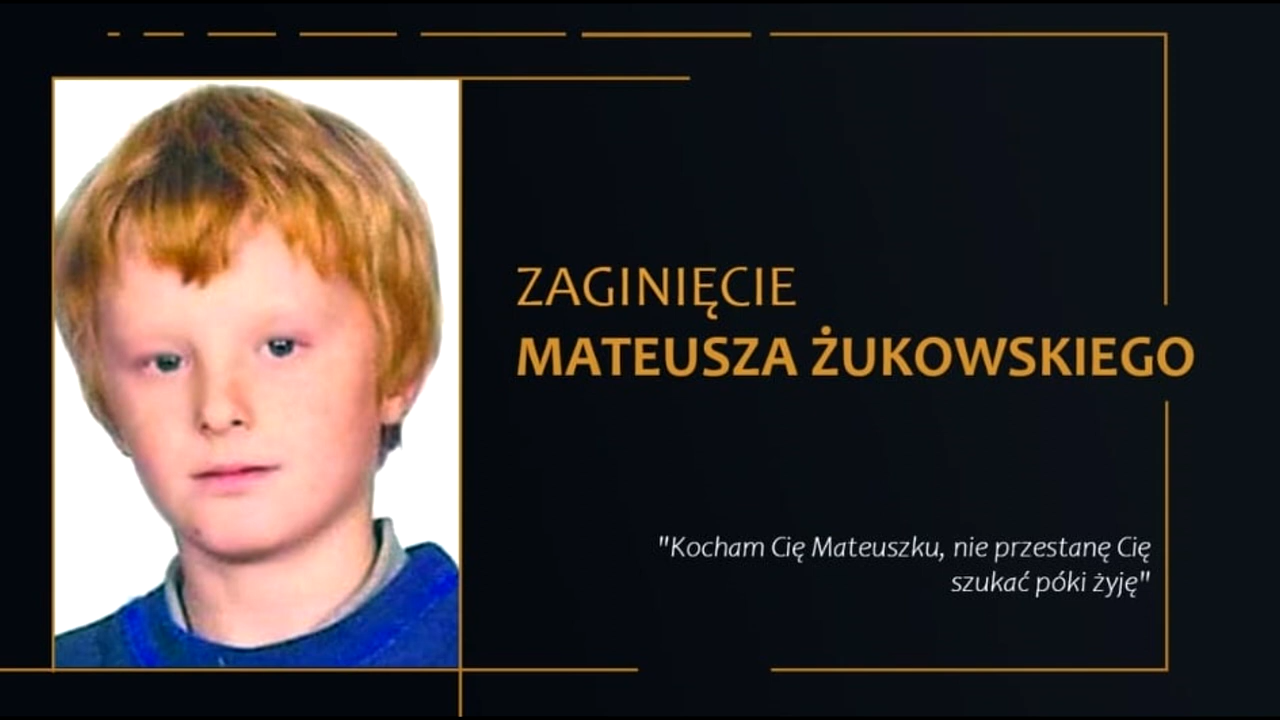 ZAGINIĘCIE
MATEUSZA ŻUKOWSKIEGO
"Kocham Cię Mateuszku, nie przestanę Cię
szukać póki żyję"